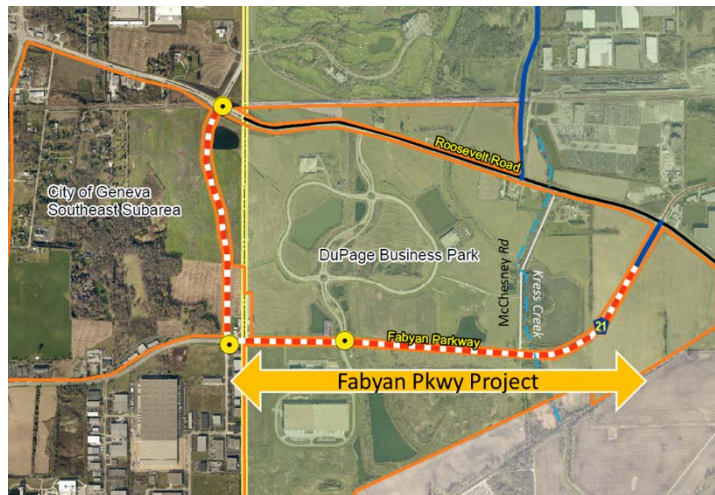 Roosevelt Road
City of Geneva
Southeast Subarea
DuPage Business Park
McChesney Rd
Kress Creek
21
Fabyan Parkway
Fabyan Pkwy Project